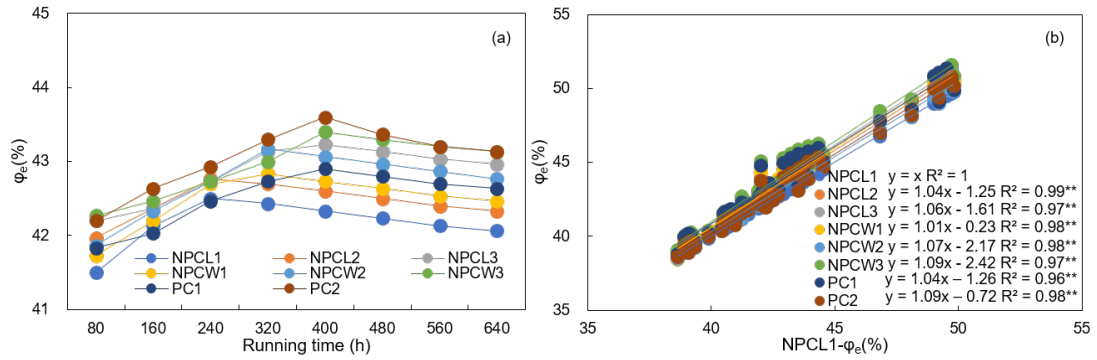 45
44
43
42
41
φe(%)
(a)
NPCL1 NPCL2 NPCL3
NPCW1 NPCW2 NPCW3
PC1 PC2
80 160 240 320 400 480 560 640
Running time (h)
55
50
45
40
35
φe(%)
(b)
NPCL1 y = x R² = 1
NPCL2 y = 1.04x - 1.25 R² = 0.99**
NPCL3 y = 1.06x - 1.61 R² = 0.97**
NPCW1 y = 1.01x - 0.23 R² = 0.98**
NPCW2 y = 1.07x - 2.17 R² = 0.98**
NPCW3 y = 1.09x - 2.42 R² = 0.97**
PC1 y = 1.04x – 1.26 R² = 0.96**
PC2 y = 1.09x – 0.72 R² = 0.98**
35 40 45 50 55
NPCL1-φe(%)